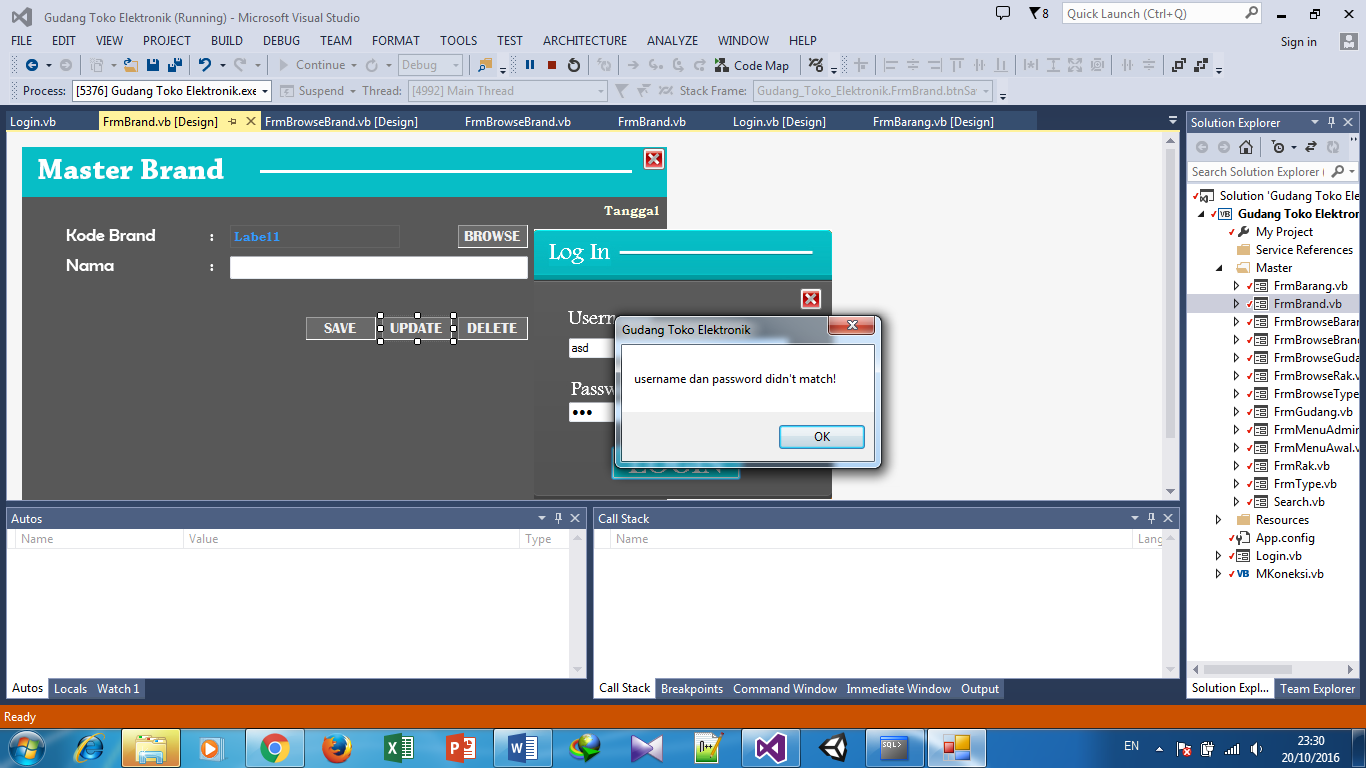 Gudang Toko Elektronik (Running) - Microsoft Visual Studio
8
Quick Launch (Ctrl+Q)
FILE EDIT VIEW PROJECT BUILD DEBUG TEAM FORMAT TOOLS TEST ARCHITECTURE ANALYZE WINDOW HELP
Sign in
Continue Debug Code Map
Process: [5376] Gudang Toko Elektronik.exe Suspend Thread: [4992] Main Thread Stack Frame: Gudang_Toko_Elektronik.FrmBrand.btnSa
Login.vb FrmBrand.vb [Design] FrmBrowseBrand.vb [Design] FrmBrowseBrand.vb FrmBrand.vb Login.vb [Design] FrmBarang.vb [Design]
Master Brand
Tanggal
Kode Brand : Label1 BROWSE
Nama :
SAVE UPDATE DELETE
Log In
Usern
asd
Passw
LOGIN
Gudang Toko Elektronik
username dan password didn't match!
OK
Solution Explorer
Search Solution Explorer (
Solution 'Gudang Toko Ele
Gudang Toko Elektron
My Project
Service References
Master
FrmBarang.vb
FrmBrand.vb
FrmBrowseBaran
FrmBrowseBrand
FrmBrowseGuda
FrmBrowseRak.vb
FrmBrowseType
FrmGudang.vb
FrmMenuAdmin
FrmMenuAwal.vb
FrmRak.vb
FrmType.vb
Search.vb
Resources
App.config
Login.vb
MKoneksi.vb
Solution Expl... Team Explorer
Autos
Name Value Type
Autos Locals Watch 1
Call Stack
Name Lang
Call Stack Breakpoints Command Window Immediate Window Output
Ready
EN
23:30
20/10/2016